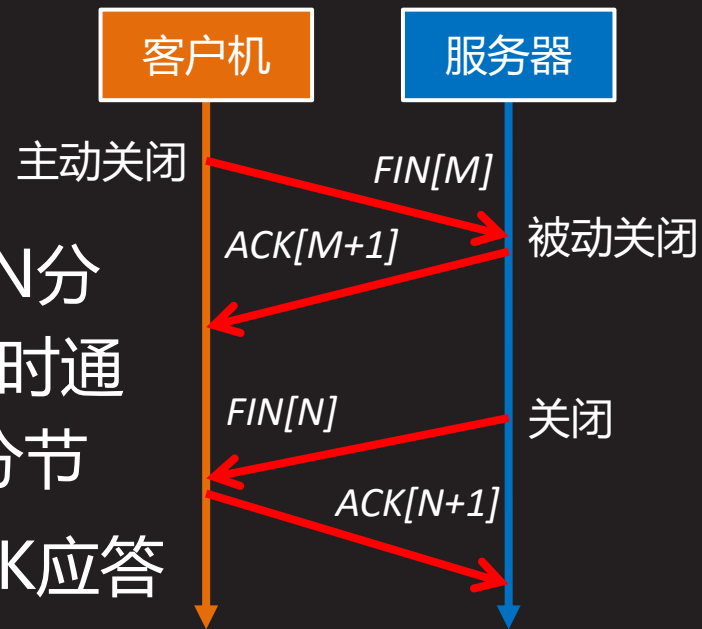 客户机
服务器
主动关闭
FIN[M]
ACK[M+1]
被动关闭
N分
时通
FIN[N]
关闭
分节
ACK[N+1]
K应答